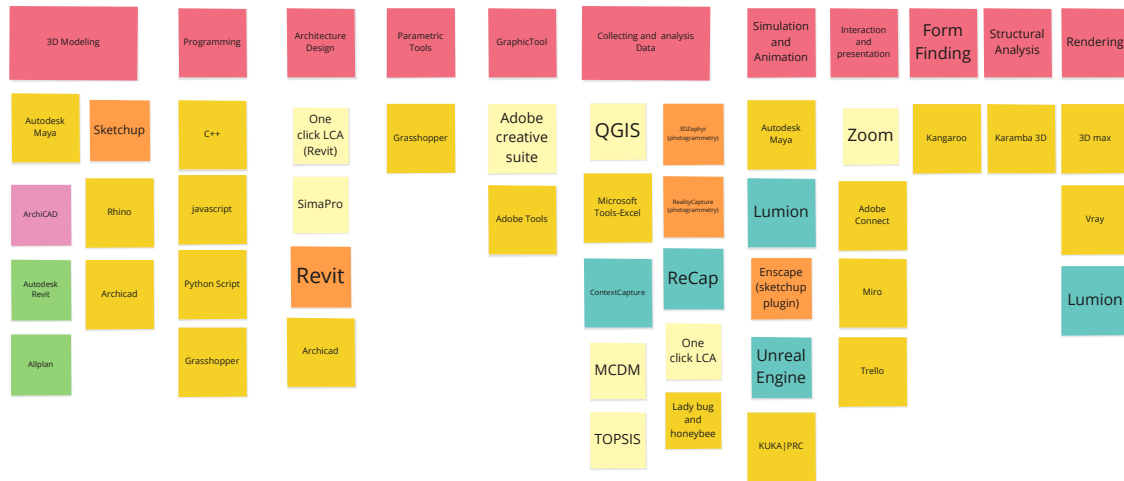 3D Modeling
Programming
Architecture
Design
Parametric
Tools
GraphicTool
Collecting and analysis
Data
Simulation
and
Animation
Interaction
and
presentation
Form
Finding
Structural
Analysis
Rendering
Autodesk
Maya
Sketchup
ArchiCAD
Rhino
Autodesk
Revit
Archicad
Allplan
C++
javascript
Python Script
Grasshopper
One
click LCA
(Revit)
SimaPro
Revit
Archicad
Grasshopper
Adobe
creative
suite
Adobe Tools
QGIS
3DZephyr
(photogrammetry)
Microsoft
Tools-Excel
RealityCapture
(photogrammetry)
ContextCapture
ReCap
MCDM
One
click LCA
TOPSIS
Lady bug
and
honeybee
Autodesk
Maya
Lumion
Enscape
(sketchup
plugin)
Unreal
Engine
KUKA|PRC
Zoom
Adobe
Connect
Miro
Trello
Kangaroo
Karamba 3D
3D max
Vray
Lumion